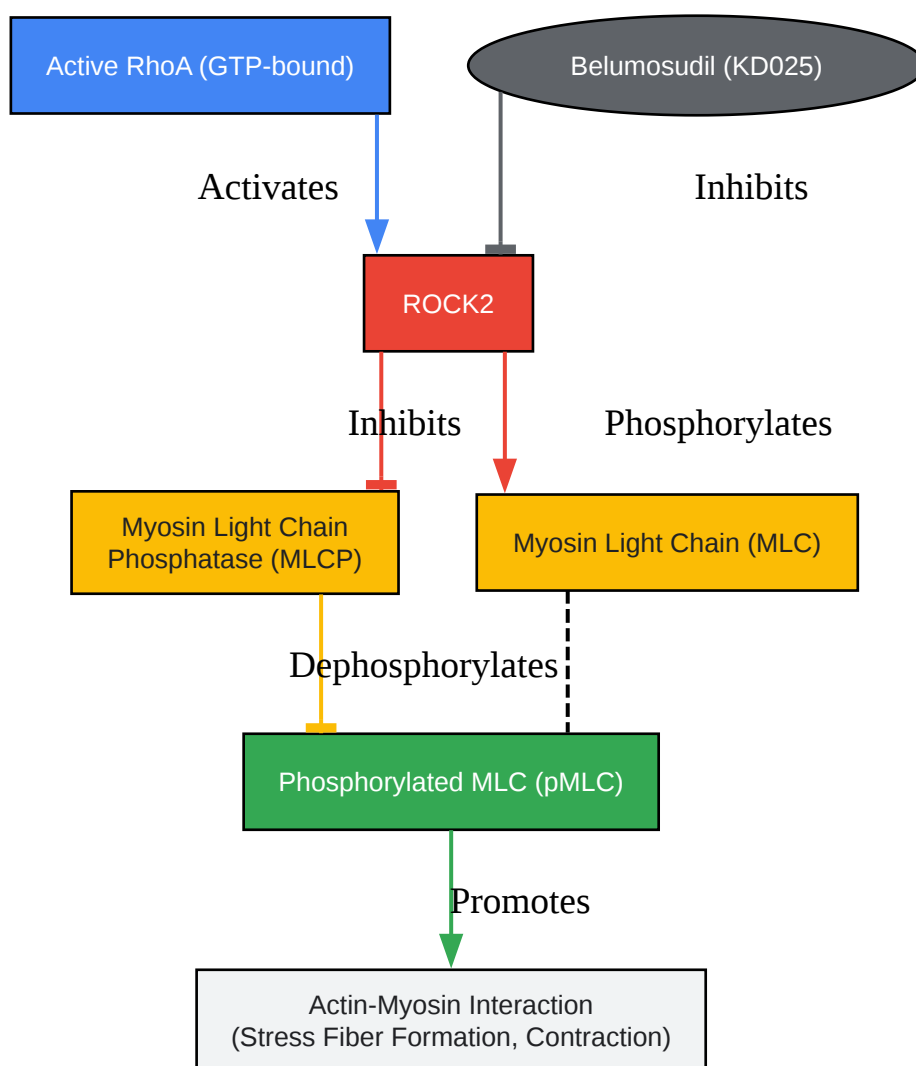 Active RhoA (GTP-bound)
Belumosudil (KD025)
Activates
Inhibits
ROCK2
Inhibits
Phosphorylates
Myosin Light Chain
Phosphatase (MLCP)
Myosin Light Chain (MLC)
Dephosphorylates
Phosphorylated MLC (pMLC)
Promotes
Actin-Myosin Interaction
(Stress Fiber Formation, Contraction)